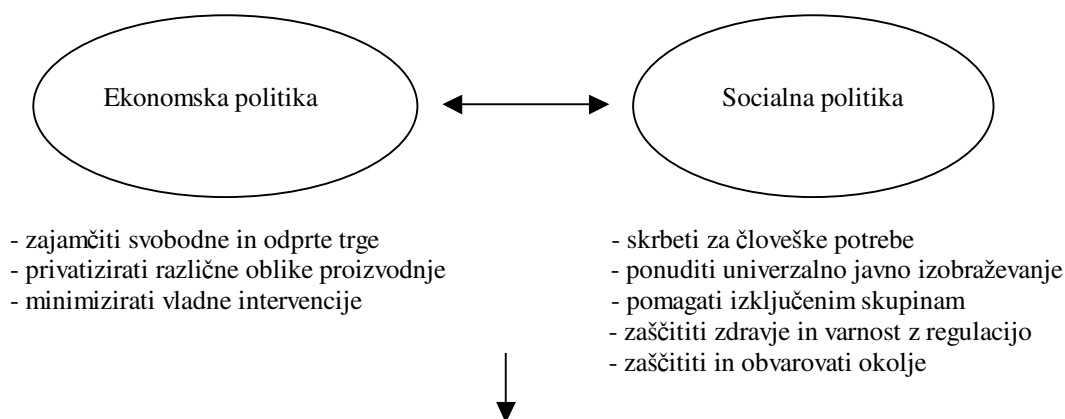 Ekonomska politika
Socialna politika
- zajamčiti svobodne in odprte trge
- privatizirati različne oblike proizvodnje
- minimizirati vladne intervencije
- skrbeti za človeške potrebe
- ponuditi univerzalno javno izobraževanje
- pomagati izključenim skupinam
- zaščititi zdravje in varnost z regulacijo
- zaščititi in obvarovati okolje